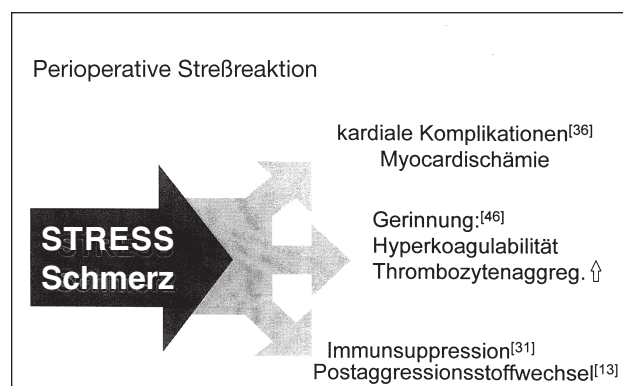 Perioperative Streßreaktion
kardiale Komplikationen[36]
Myocardischämie
STRESS
Schmerz
Gerinnung:[46]
Hyperkoagulabilität
Thrombozytenaggreg. ⇧
Immunsuppression[31]
Postaggressionsstoffwechsel[13]